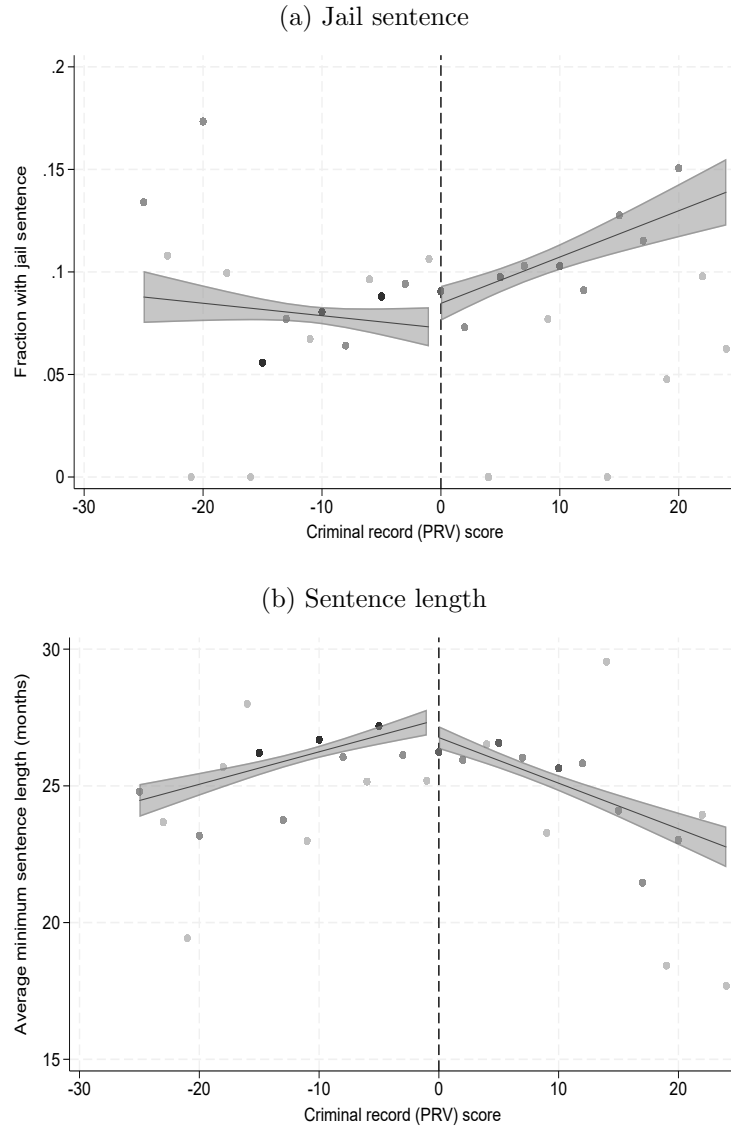 (a) Jail sentence
.2
.15
.1
.05
0
Fraction with jail sentence
-30 -20 -10 0 10 20
Criminal record (PRV) score
(b) Sentence length
30
25
20
15
Average minimum sentence length (months)
-30 -20 -10 0 10 20
Criminal record (PRV) score